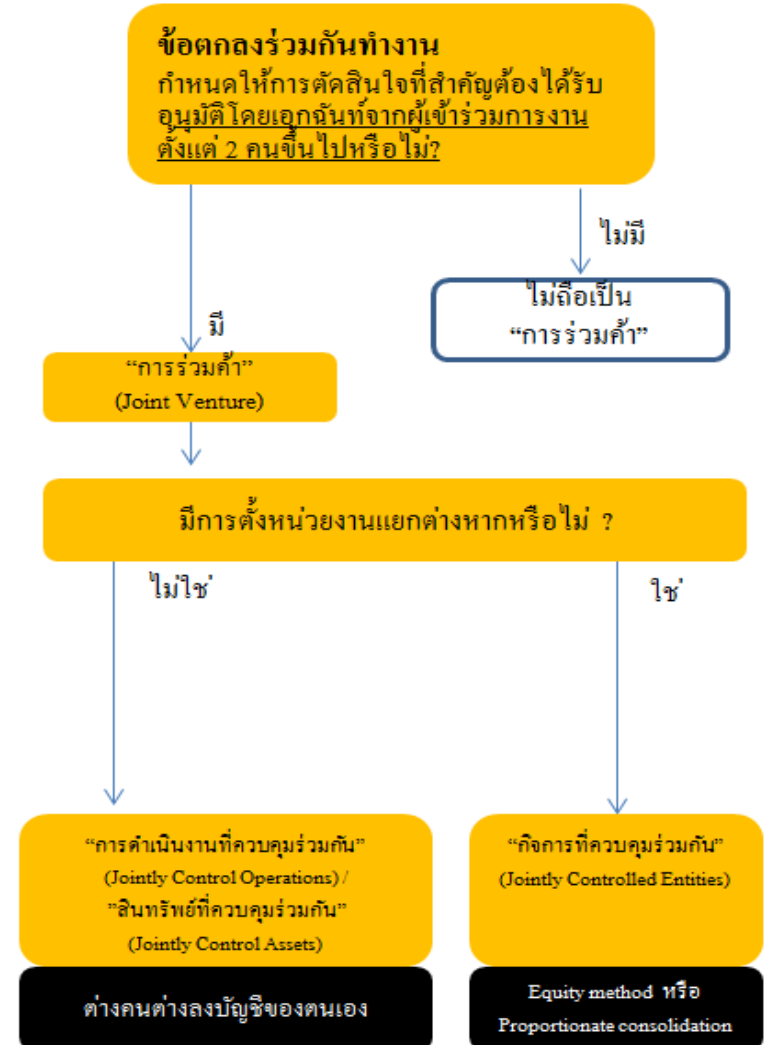 ข้อตกลงร่วมกันทำงาน
กำหนดให้การตัดสินใจที่สำคัญต้องได้รับ
อนุมัติโดยเอกฉันท์จากผู้เข้าร่วมการงาน
ตั้งแต่ 2 คนขึ้นไปหรือไม่?
ไม่มี
ไม่ถือเป็น
“การร่วมค้า”
มี
“การร่วมค้า”
(Joint Venture)
มีการตั้งหน่วยงานแยกต่างหากหรือไม่ ?
ไม่ใช่
ใช่
“การดำเนินงานที่ควบคุมร่วมกัน”
(Jointly Control Operations) /
”สินทรัพย์ที่ควบคุมร่วมกัน”
(Jointly Control Assets)
ต่างคนต่างลงบัญชีของตนเอง
“กิจการที่ควบคุมร่วมกัน”
(Jointly Controlled Entities)
Equity method หรือ
Proportionate consolidation